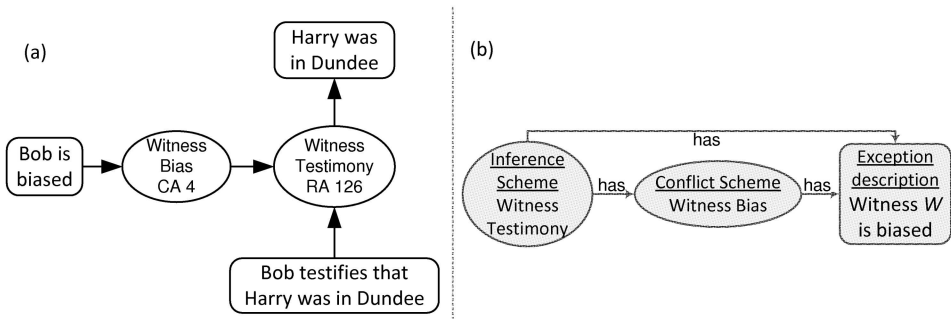 (a)
Harry was
in Dundee
Bob is
biased
Witness
Bias
CA 4
Witness
Testimony
RA 126
Bob testifies that
Harry was in Dundee
(b)
has
Inference
Scheme
Witness
Testimony
has
Conflict Scheme
Witness Bias
has
Exception
description
Witness W
is biased